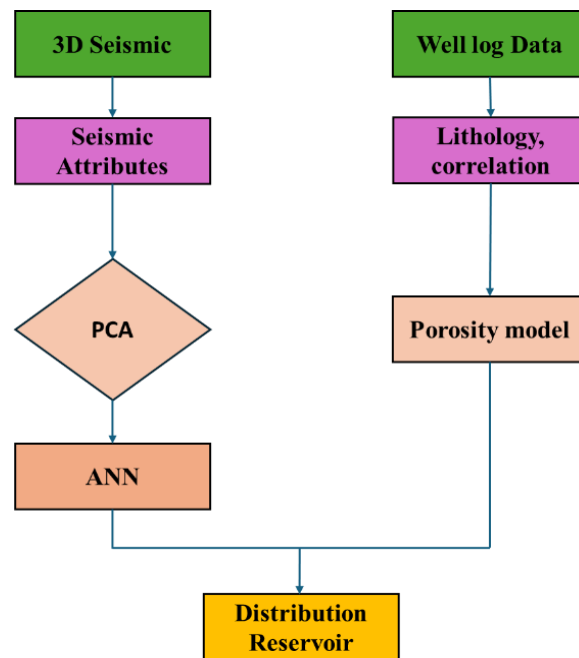 3D Seismic
Well log Data
Seismic
Attributes
Lithology,
correlation
PCA
Porosity model
ANN
Distribution
Reservoir